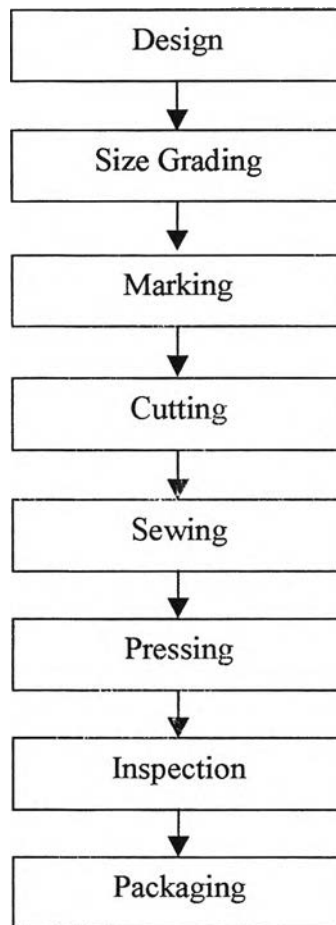 Design
Size Grading
Marking
Cutting
Sewing
Pressing
Inspection
Packaging